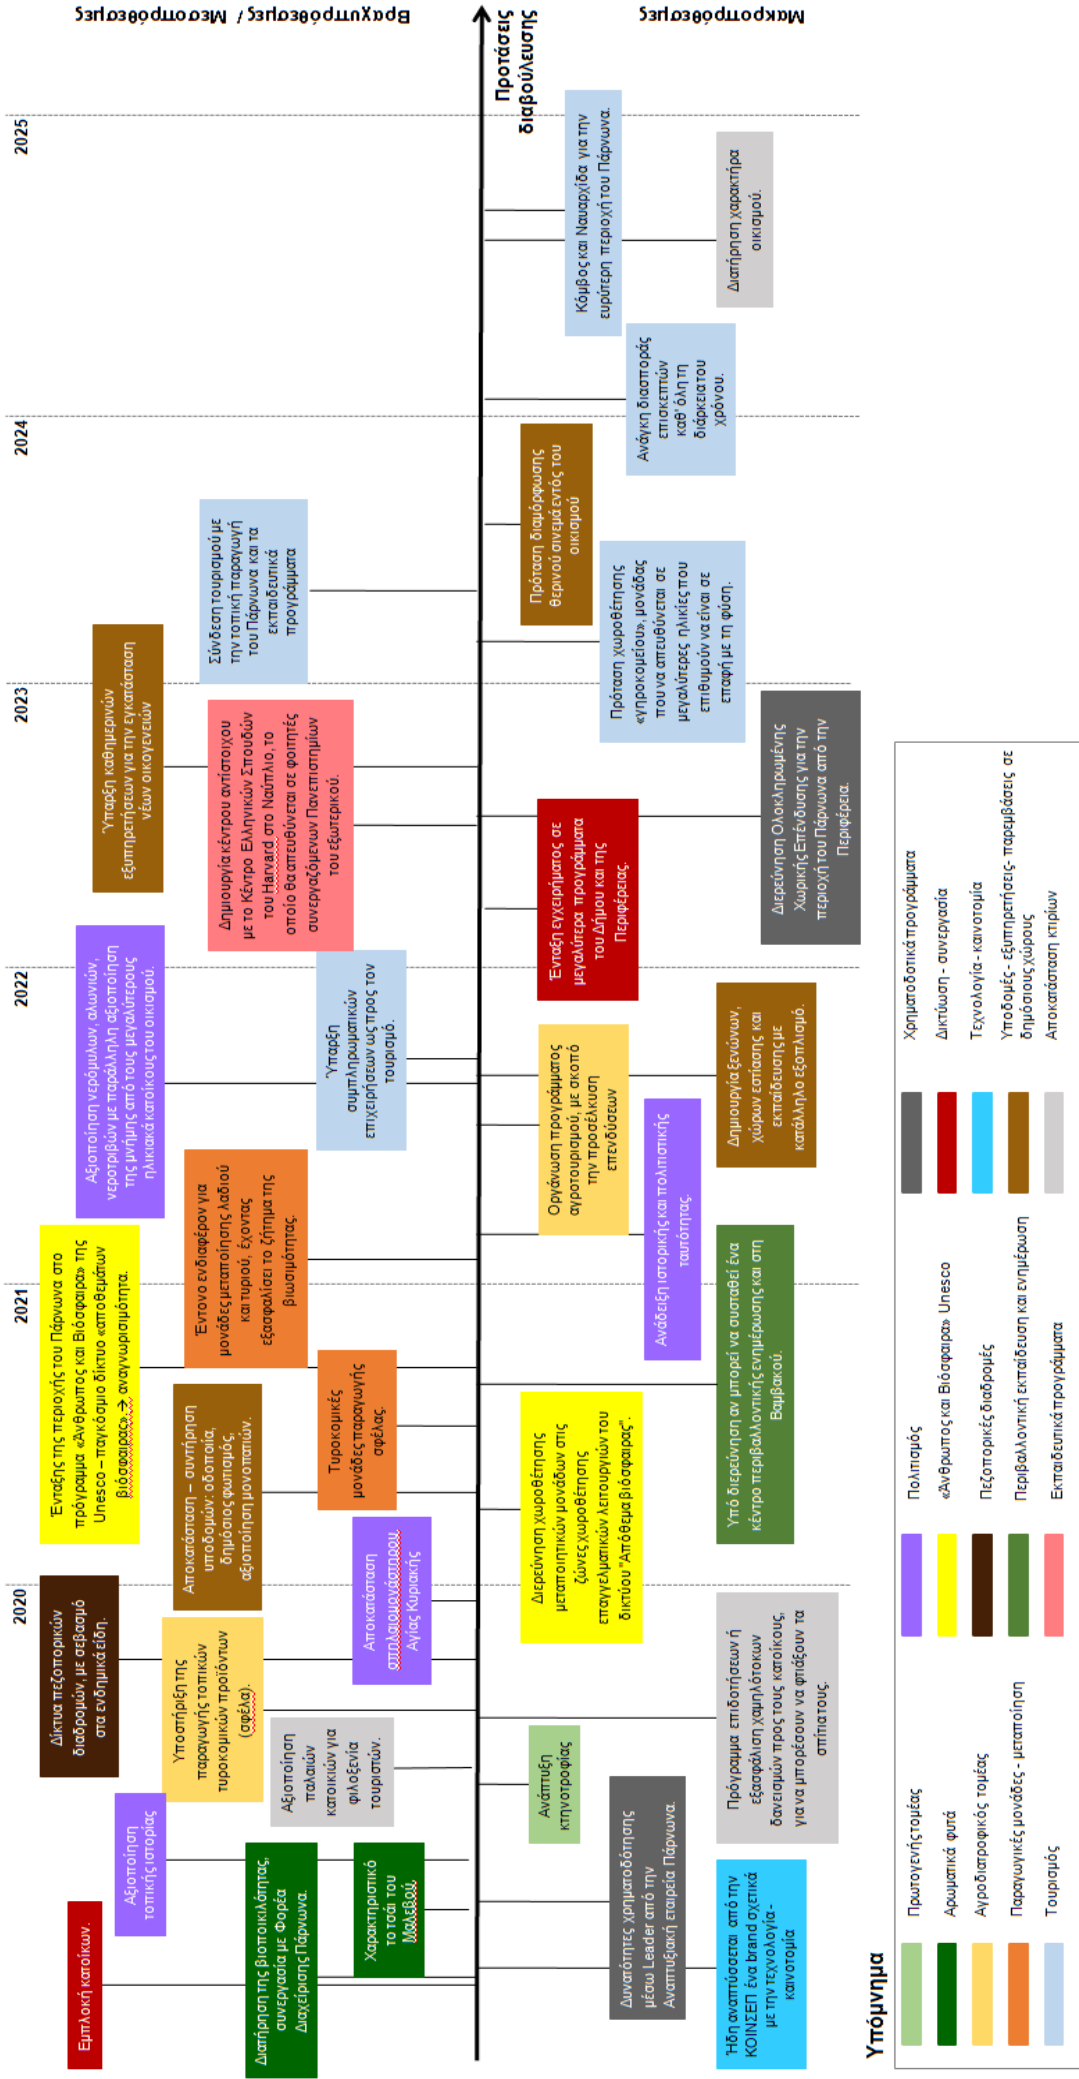 2020
2021
2022
2023
2024
2025
Βραχυπρόθεσμες / Μεσοπρόθεσμες
Εμπλοκή κατοίκων.
Αξιοποίηση
τοπικής ιστορίας
Διατήρηση της βιοποικιλότητας,
συνεργασία με Φορέα
Διαχείρισης Πάρνωνα.
Χαρακτηριστικό
το τσάι του
Μαλεβού.
Δίκτυα πεζοπορικών
διαδρομών, με σεβασμό
στα ενδημικά είδη.
Υποστήριξη της
παραγωγής τοπικών
τυροκομικών προϊόντων
(σφέλα).
Αξιοποίηση
παλαιών
κατοικιών για
φιλοξενία
τουριστών.
Αποκατάσταση
σπηλαιομονάστηρου
Αγίας Κυριακής
Ένταξης της περιοχής του Πάρνωνα στο
πρόγραμμα «Άνθρωπος και Βιόσφαιρα» της
Unesco – παγκόσμιο δίκτυο «αποθεμάτων
βιόσφαιρας» → αναγνωρισιμότητα.
Αποκατάσταση – συντήρηση
υποδομών: οδοποιία,
δημόσιος φωτισμός,
αξιοποίηση μονοπατιών.
Τυροκομικές
μονάδες παραγωγής
σφέλας.
Έντονο ενδιαφέρον για
μονάδες μεταποίησης λαδιού
και τυριού, έχοντας
εξασφαλίσει το ζήτημα της
βιωσιμότητας.
Αξιοποίηση νερόμυλων, αλωνιών,
νεροτριβών με παράλληλη αξιοποίηση
της μνήμης από τους μεγαλύτερους
ηλικιακά κατοίκους του οικισμού.
Ύπαρξη
συμπληρωματικών
επιχειρήσεων ως προς τον
τουρισμό.
Ύπαρξη καθημερινών
εξυπηρετήσεων για την εγκατάσταση
νέων οικογενειών
Δημιουργία κέντρου αντίστοιχου
με το Κέντρο Ελληνικών Σπουδών
του Harvard στο Ναύπλιο, το
οποίο θα απευθύνεται σε φοιτητές
συνεργαζόμενων Πανεπιστημίων
του εξωτερικού.
Σύνδεση τουρισμού με
την τοπική παραγωγή
του Πάρνωνα και τα
εκπαιδευτικά
προγράμματα
Προτάσεις
διαβούλευσης
Μακροπρόθεσμες
Ήδη αναπτύσσεται από την
ΚΟΙΝΣΕΠ ένα brand σχετικά
με την τεχνολογία -
καινοτομία
Δυνατότητες χρηματοδότησης
μέσω Leader από την
Αναπτυξιακή εταιρεία Πάρνωνα.
Ανάπτυξη
κτηνοτροφίας
Πρόγραμμα επιδοτήσεων ή
εξασφάλιση χαμηλότοκων
δανεισμών προς τους κατοίκους,
για να μπορέσουν να φτιάξουν τα
σπίτια τους.
Διερεύνηση χωροθέτησης
μεταποιητικών μονάδων στις
ζώνες χωροθέτησης
επαγγελματικών λειτουργιών του
δικτύου "Απόθεμα βιόσφαιρας".
Υπό διερεύνηση αν μπορεί να συσταθεί ένα
κέντρο περιβαλλοντικής ενημέρωσης και στη
Βαμβακού.
Ανάδειξη ιστορικής και πολιτιστικής
ταυτότητας.
Οργάνωση προγράμματος
αγροτουρισμού, με σκοπό
την προσέλκυση
επενδύσεων
Δημιουργία ξενώνων,
χώρων εστίασης και
εκπαίδευσης με
κατάλληλο εξοπλισμό.
Ένταξη εγχειρήματος σε
μεγαλύτερα προγράμματα
του Δήμου και της
Περιφέρειας.
Διερεύνηση Ολοκληρωμένης
Χωρικής Επένδυσης για την
περιοχή του Πάρνωνα από την
Περιφέρεια.
Πρόταση χωροθέτησης
«γηροκομείου», μονάδας
που να απευθύνεται σε
μεγαλύτερες ηλικίες που
επιθυμούν να είναι σε
επαφή με τη φύση.
Πρόταση διαμόρφωσης
θερινού σινεμά εντός του
οικισμού
Ανάγκη διασποράς
επισκεπτών
καθ' όλη τη
διάρκεια του
χρόνου.
Κόμβος και Ναυαρχίδα για την
ευρύτερη περιοχή του Πάρνωνα.
Διατήρηση χαρακτήρα
οικισμού.
Υπόμνημα
Πρωτογενής τομέας
Αρωματικά φυτά
Αγροδιατροφικός τομέας
Παραγωγικές μονάδες - μεταποίηση
Τουρισμός
Πολιτισμός
«Άνθρωπος και Βιόσφαιρα» Unesco
Πεζοπορικές διαδρομές
Περιβαλλοντική εκπαίδευση και ενημέρωση
Εκπαιδευτικά προγράμματα
Χρηματοδοτικά προγράμματα
Δικτύωση - συνεργασία
Τεχνολογία - καινοτομία
Υποδομές - εξυπηρετήσεις - παρεμβάσεις σε
δημόσιους χώρους
Αποκατάσταση κτιρίων